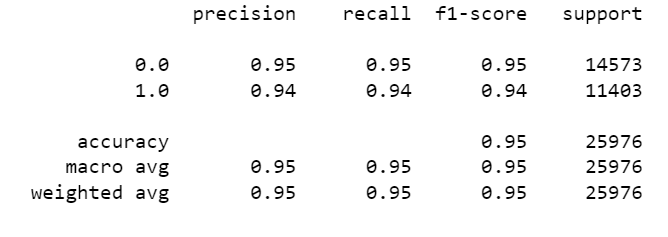 precision recall f1-score support
0.0 0.95 0.95 0.95 14573
1.0 0.94 0.94 0.94 11403
accuracy 0.95 25976
macro avg 0.95 0.95 0.95 25976
weighted avg 0.95 0.95 0.95 25976